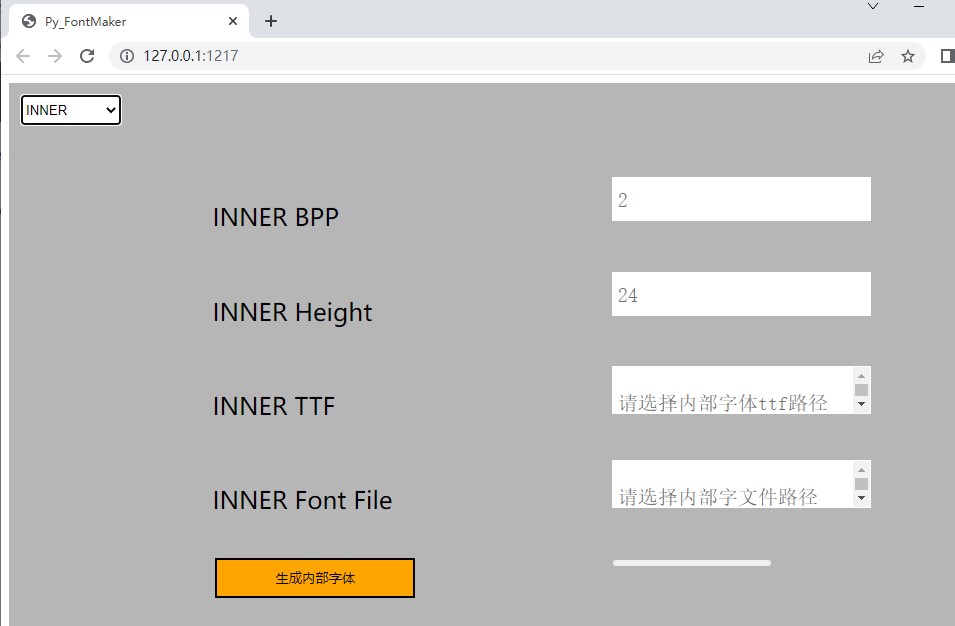 Py_FontMaker
127.0.0.1:1217
INNER
INNER BPP
2
INNER Height
24
INNER TTF
请选择内部字体ttf路径
INNER Font File
请选择内部字文件路径
生成内部字体